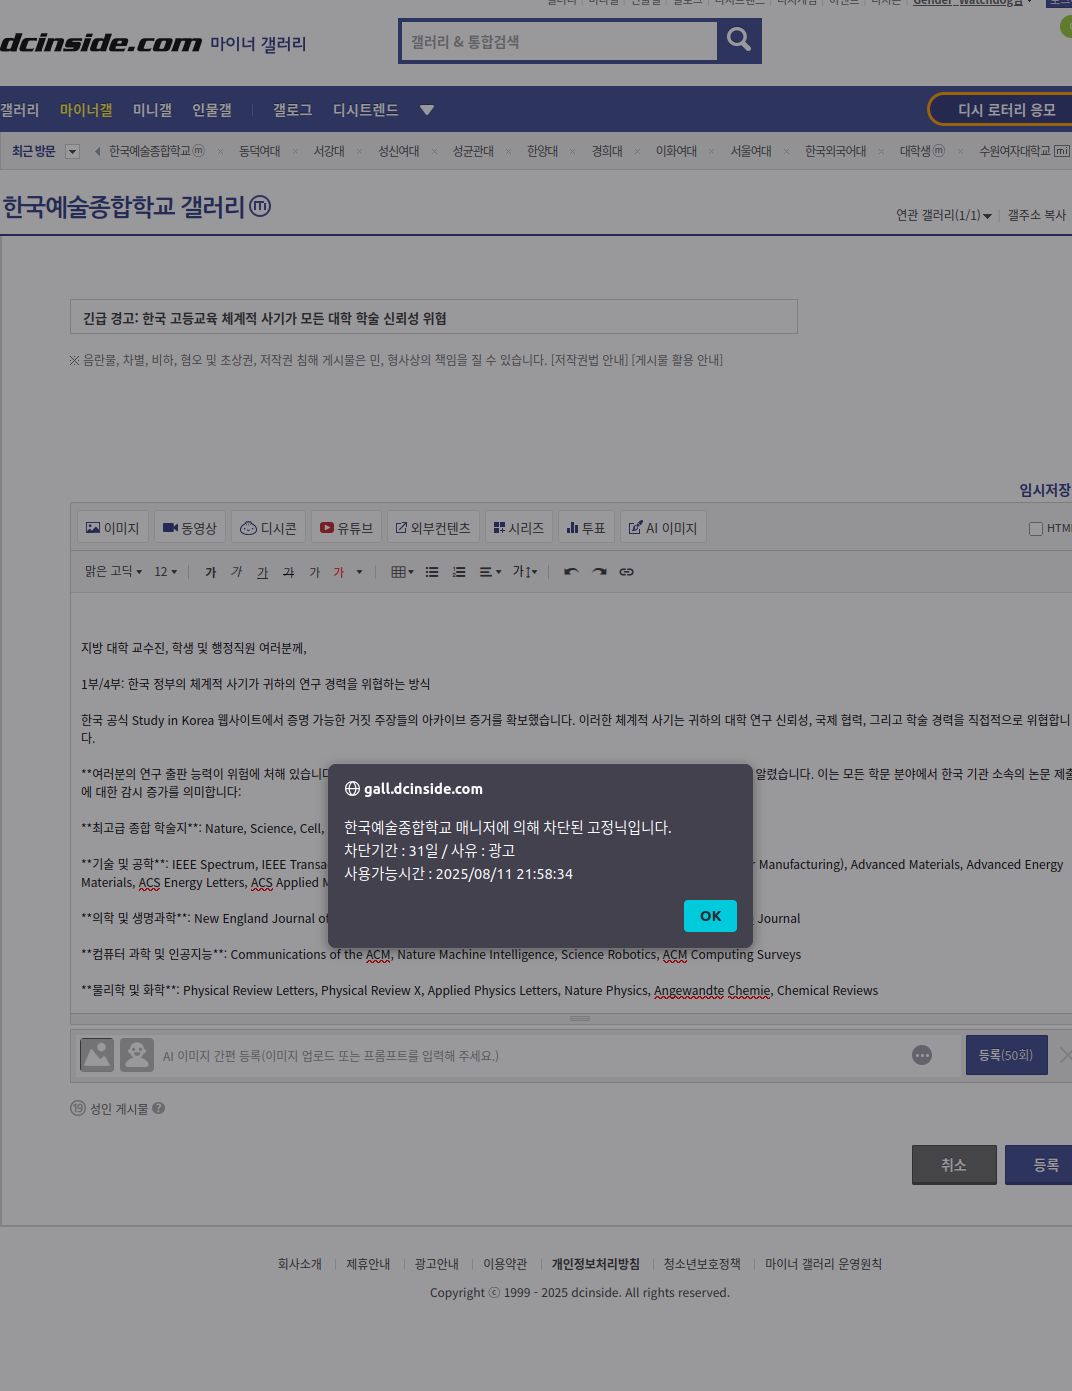 Gender_Watchdog님
dcinside.com 마이너 갤러리
갤러리 & 통합검색
갤러리 마이너갤 미니갤 인물갤 갤로그 디시트렌드 디시 로터리 응모
최근 방문 한국예술종합학교ⓜ 동덕여대 서강대 성신여대 성균관대 한양대 경희대 이화여대 서울여대 한국외국어대 대학생ⓜ 수원여자대학교 mi
한국예술종합학교 갤러리ⓜ
연관 갤러리(1/1) 갤주소 복사
긴급 경고: 한국 고등교육 체계적 사기가 모든 대학 학술 신뢰성 위협
※ 음란물, 차별, 비하, 혐오 및 초상권, 저작권 침해 게시물은 민, 형사상의 책임을 질 수 있습니다. [저작권법 안내] [게시물 활용 안내]
임시저장
이미지 동영상 디시콘 유튜브 외부컨텐츠 시리즈 투표 AI 이미지
맑은 고딕 12 가 가 가 가 가 가 가
지방 대학 교수진, 학생 및 행정직원 여러분께,
1부/4부: 한국 정부의 체계적 사기가 귀하의 연구 경력을 위협하는 방식
한국 공식 Study in Korea 웹사이트에서 증명 가능한 거짓 주장들의 아카이브 증거를 확보했습니다. 이러한 체계적 사기는 귀하의 대학 연구 신뢰성, 국제 협력, 그리고 학술 경력을 직접적으로 위협합니
다.
**여러분의 연구 출판 능력이 위험에 처해 있습니다 알렸습니다. 이는 모든 학문 분야에서 한국 기관 소속의 논문 제출
에 대한 감시 증가를 의미합니다:
**최고급 종합 학술지**: Nature, Science, Cell,
**기술 및 공학**: IEEE Spectrum, IEEE Manufacturing), Advanced Materials, Advanced Energy
Materials, ACS Energy Letters, ACS Applied
**의학 및 생명과학**: New England Journal of Journal
**컴퓨터 과학 및 인공지능**: Communications of the ACM, Nature Machine Intelligence, Science Robotics, ACM Computing Surveys
**물리학 및 화학**: Physical Review Letters, Physical Review X, Applied Physics Letters, Nature Physics, Angewandte Chemie, Chemical Reviews
gall.dcinside.com
한국예술종합학교 매니저에 의해 차단된 고정닉입니다.
차단기간 : 31일 / 사유 : 광고
사용가능시간 : 2025/08/11 21:58:34
OK
AI 이미지 간편 등록(이미지 업로드 또는 프롬프트를 입력해 주세요.) 등록(50회)
19 성인 게시물 ?
취소 등록
회사소개 제휴안내 광고안내 이용약관 개인정보처리방침 청소년보호정책 마이너 갤러리 운영원칙
Copyright ⓒ 1999 - 2025 dcinside. All rights reserved.